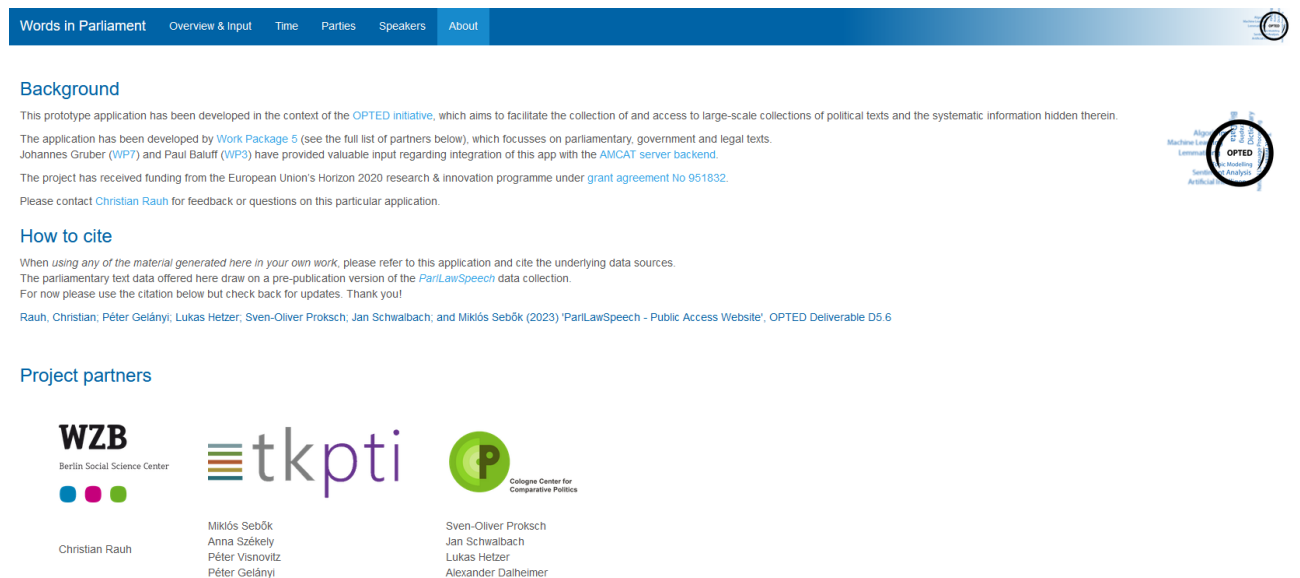 Words in Parliament Overview & Input Time Parties Speakers About
OPTED
Background
This prototype application has been developed in the context of the OPTED initiative, which aims to facilitate the collection of and access to large-scale collections of political texts and the systematic information hidden therein.
The application has been developed by Work Package 5 (see the full list of partners below), which focusses on parliamentary, government and legal texts.
Johannes Gruber (WP7) and Paul Baluff (WP3) have provided valuable input regarding integration of this app with the AMCAT server backend.
The project has received funding from the European Union's Horizon 2020 research & innovation programme under grant agreement No 951832.
Please contact Christian Rauh for feedback or questions on this particular application.
Machine
OPTED
Modelling
Analysis
How to cite
When using any of the material generated here in your own work, please refer to this application and cite the underlying data sources.
The parliamentary text data offered here draw on a pre-publication version of the ParlLawSpeech data collection.
For now please use the citation below but check back for updates. Thank you!
Rauh, Christian; Péter Gelányi; Lukas Hetzer; Sven-Oliver Proksch; Jan Schwalbach; and Miklós Sebők (2023) 'ParlLawSpeech - Public Access Website', OPTED Deliverable D5.6
Project partners
WZB
Berlin Social Science Center
tkpti
P
Cologne Center for
Comparative Politics
Christian Rauh
Miklós Sebők
Anna Székely
Péter Visnovitz
Péter Gelányi
Sven-Oliver Proksch
Jan Schwalbach
Lukas Hetzer
Alexander Dalheimer